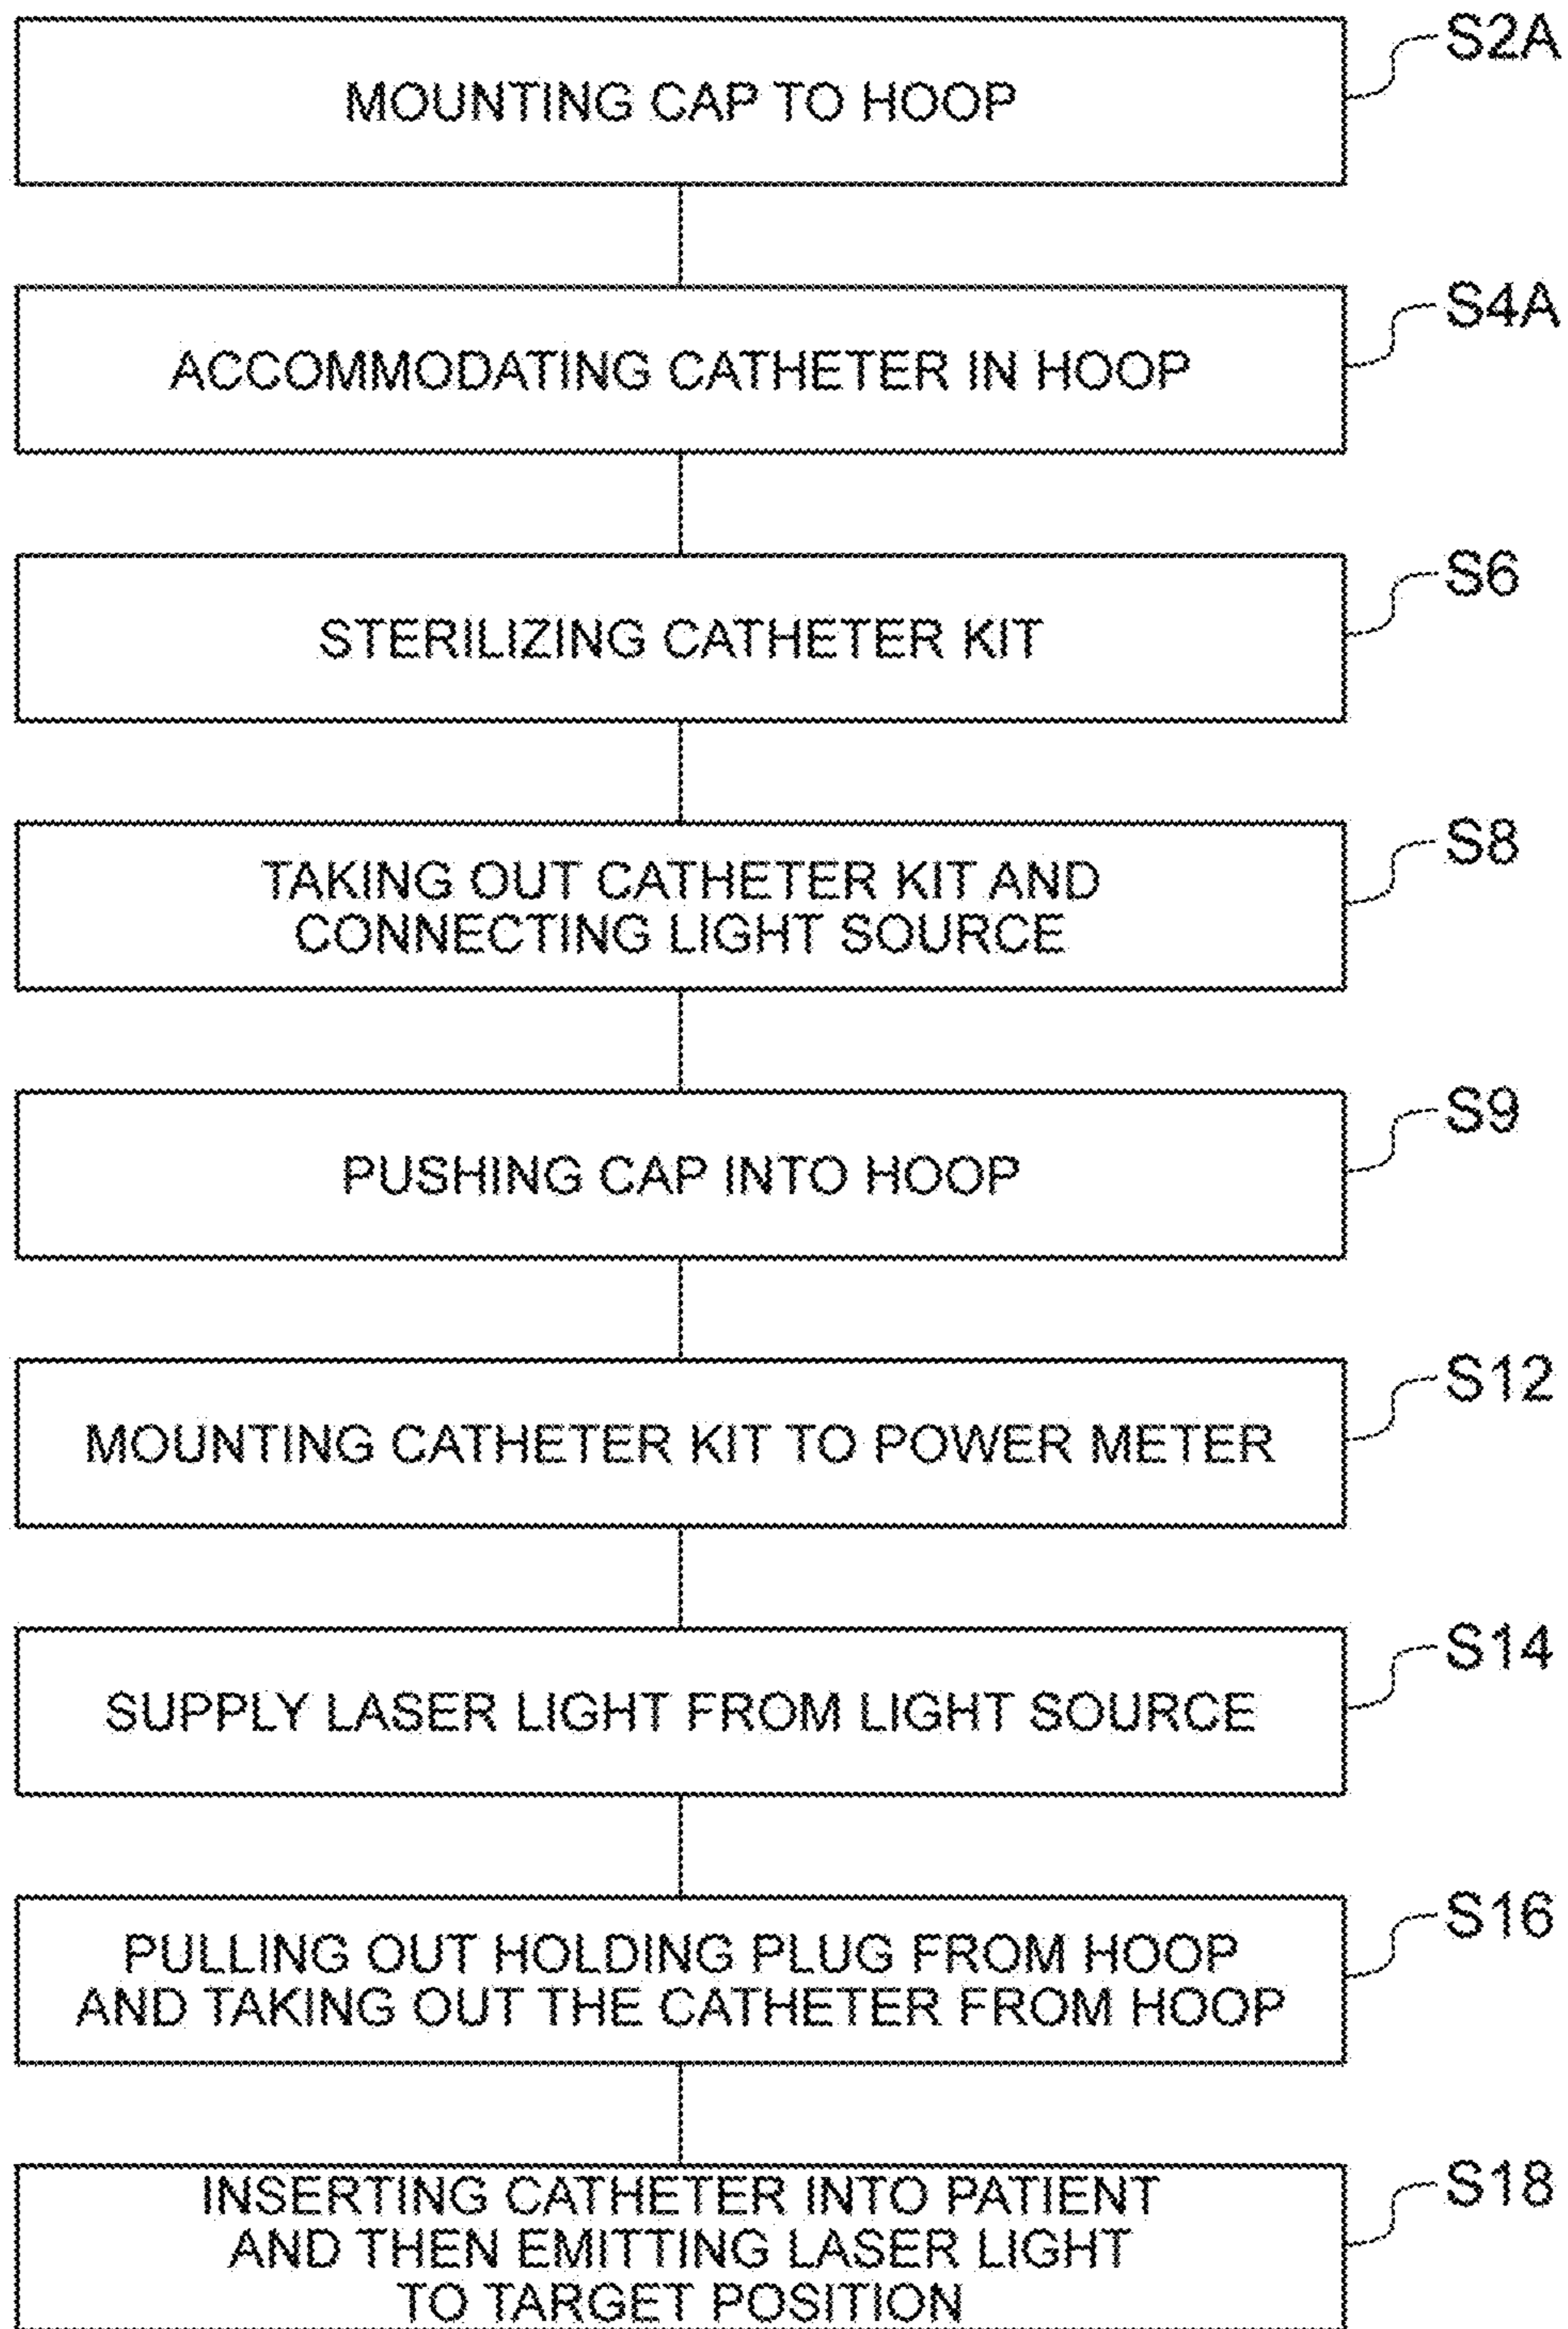 S2A
MOUNTING CAP TO HOOP
S4A
ACCOMMODATING CATHETER IN HOOP
S6
STERILIZING CATHETER KIT
S8
TAKING OUT CATHETER KIT AND
CONNECTING LIGHT SOURCE
S9
PUSHING CAP INTO HOOP
S12
MOUNTING CATHETER KIT TO POWER METER
S14
SUPPLY LASER LIGHT FROM LIGHT SOURCE
S16
PULLING OUT HOLDING PLUG FROM HOOP
AND TAKING OUT THE CATHETER FROM HOOP
S18
INSERTING CATHETER INTO PATIENT
AND THEN EMITTING LASER LIGHT
TO TARGET POSITION